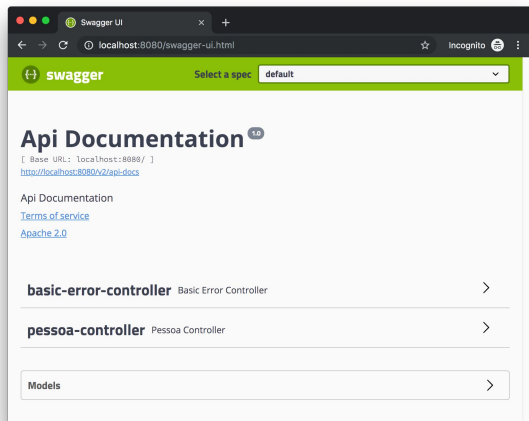 Swagger UI
localhost:8080/swagger-ui.html
Incognito
swagger
Select a spec default
Api Documentation 1.0
[ Base URL: localhost:8080/ ]
http://localhost:8080/v2/api-docs
Api Documentation
Terms of service
Apache 2.0
basic-error-controller Basic Error Controller
pessoa-controller Pessoa Controller
Models